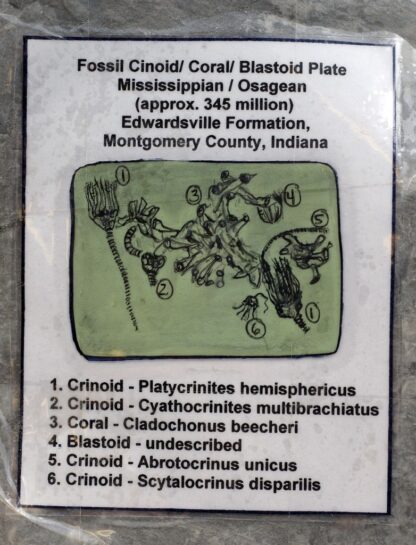 Fossil Cinoid/ Coral/ Blastoid Plate
Mississippian / Osagean
(approx. 345 million)
Edwardsville Formation,
Montgomery County, Indiana
1
3
4
5
2
6
1
1. Crinoid - Platycrinites hemisphericus
2. Crinoid - Cyathocrinites multibrachiatus
3. Coral - Cladochonus beecheri
4. Blastoid - undescribed
5. Crinoid - Abrotocrinus unicus
6. Crinoid - Scytalocrinus disparilis